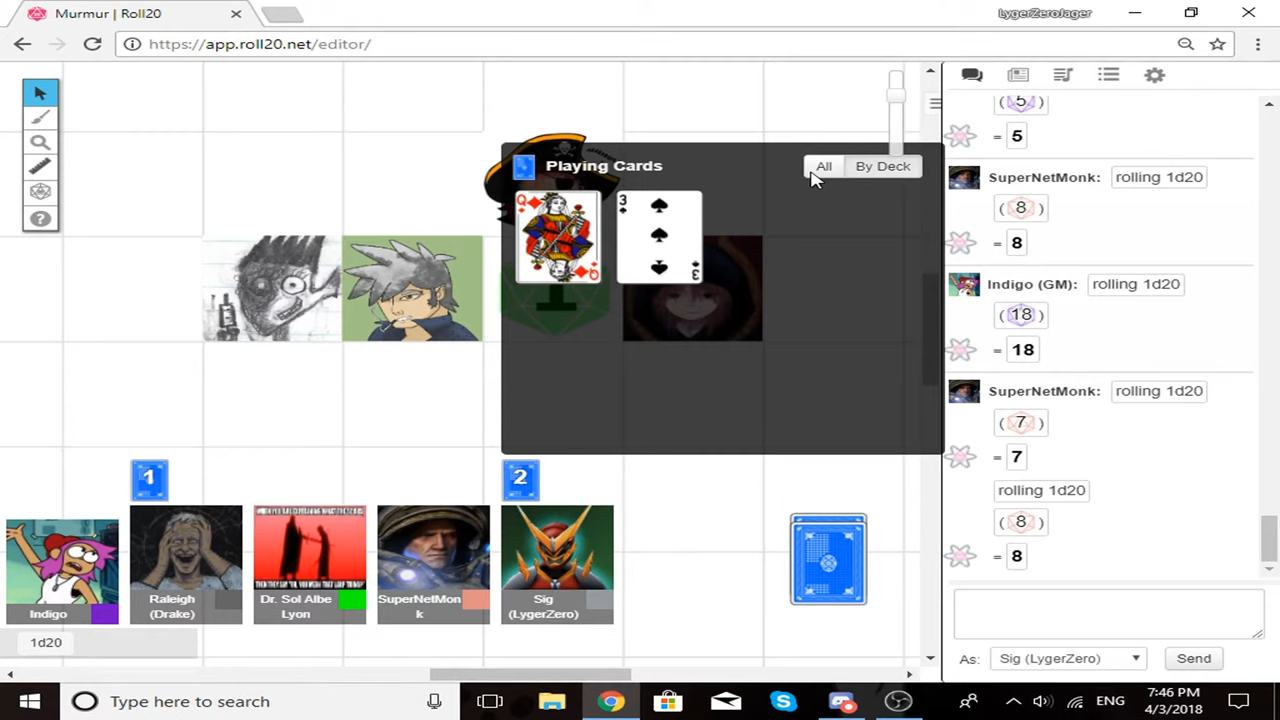 Murmur | Roll20
LygerZeroJager
https://app.roll20.net/editor/
Playing Cards
All
By Deck
Q
Q
3
3
1
1
2
Indigo
Raleigh
(Drake)
Dr. Sol Albe
Lyon
SuperNetMon
k
Sig
(LygerZero)
1d20
(5)
= 5
SuperNetMonk: rolling 1d20
(8)
= 8
Indigo (GM): rolling 1d20
(18)
= 18
SuperNetMonk: rolling 1d20
(7)
= 7
rolling 1d20
(8)
= 8
As: Sig (LygerZero)
Send
Type here to search
ENG
7:46 PM
4/3/2018